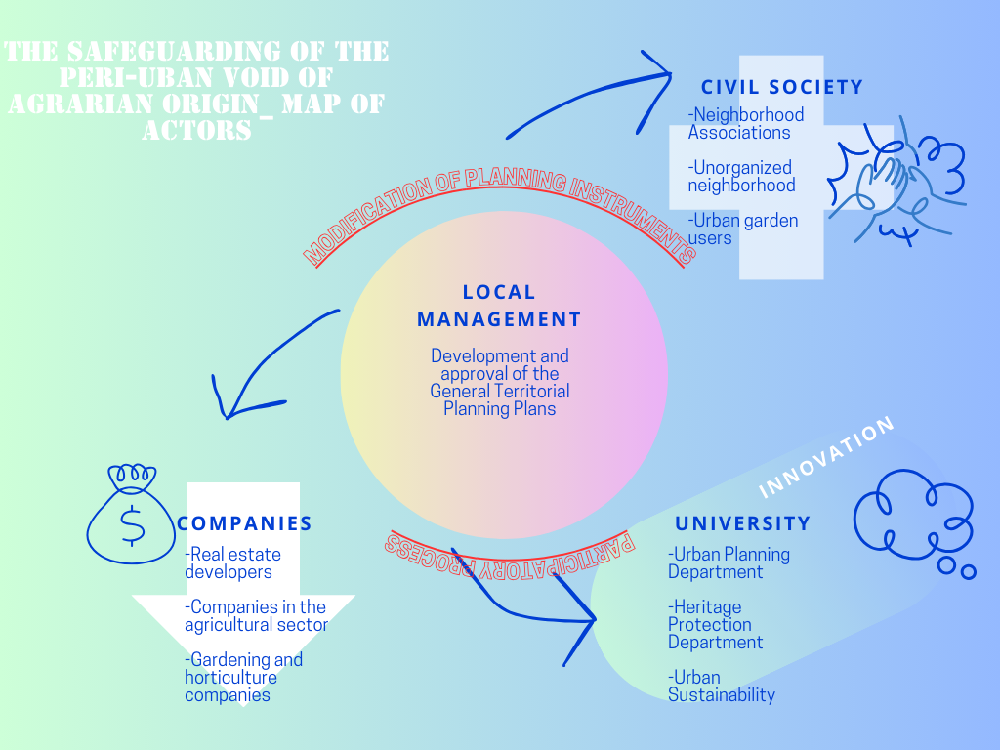 THE SAFEGUARDING OF THE
PERI-UBAN VOID OF
AGRARIAN ORIGIN_ MAP OF
ACTORS
CIVIL SOCIETY
-Neighborhood
Associations
-Unorganized
neighborhood
-Urban garden
users
MODIFICATION OF PLANNING INSTRUMENTS
LOCAL
MANAGEMENT
Development and
approval of the
General Territorial
Planning Plans
PARTICIPATORY PROCESS
$
COMPANIES
-Real estate
developers
-Companies in the
agricultural sector
-Gardening and
horticulture
companies
INNOVATION
UNIVERSITY
-Urban Planning
Department
-Heritage
Protection
Department
-Urban
Sustainability